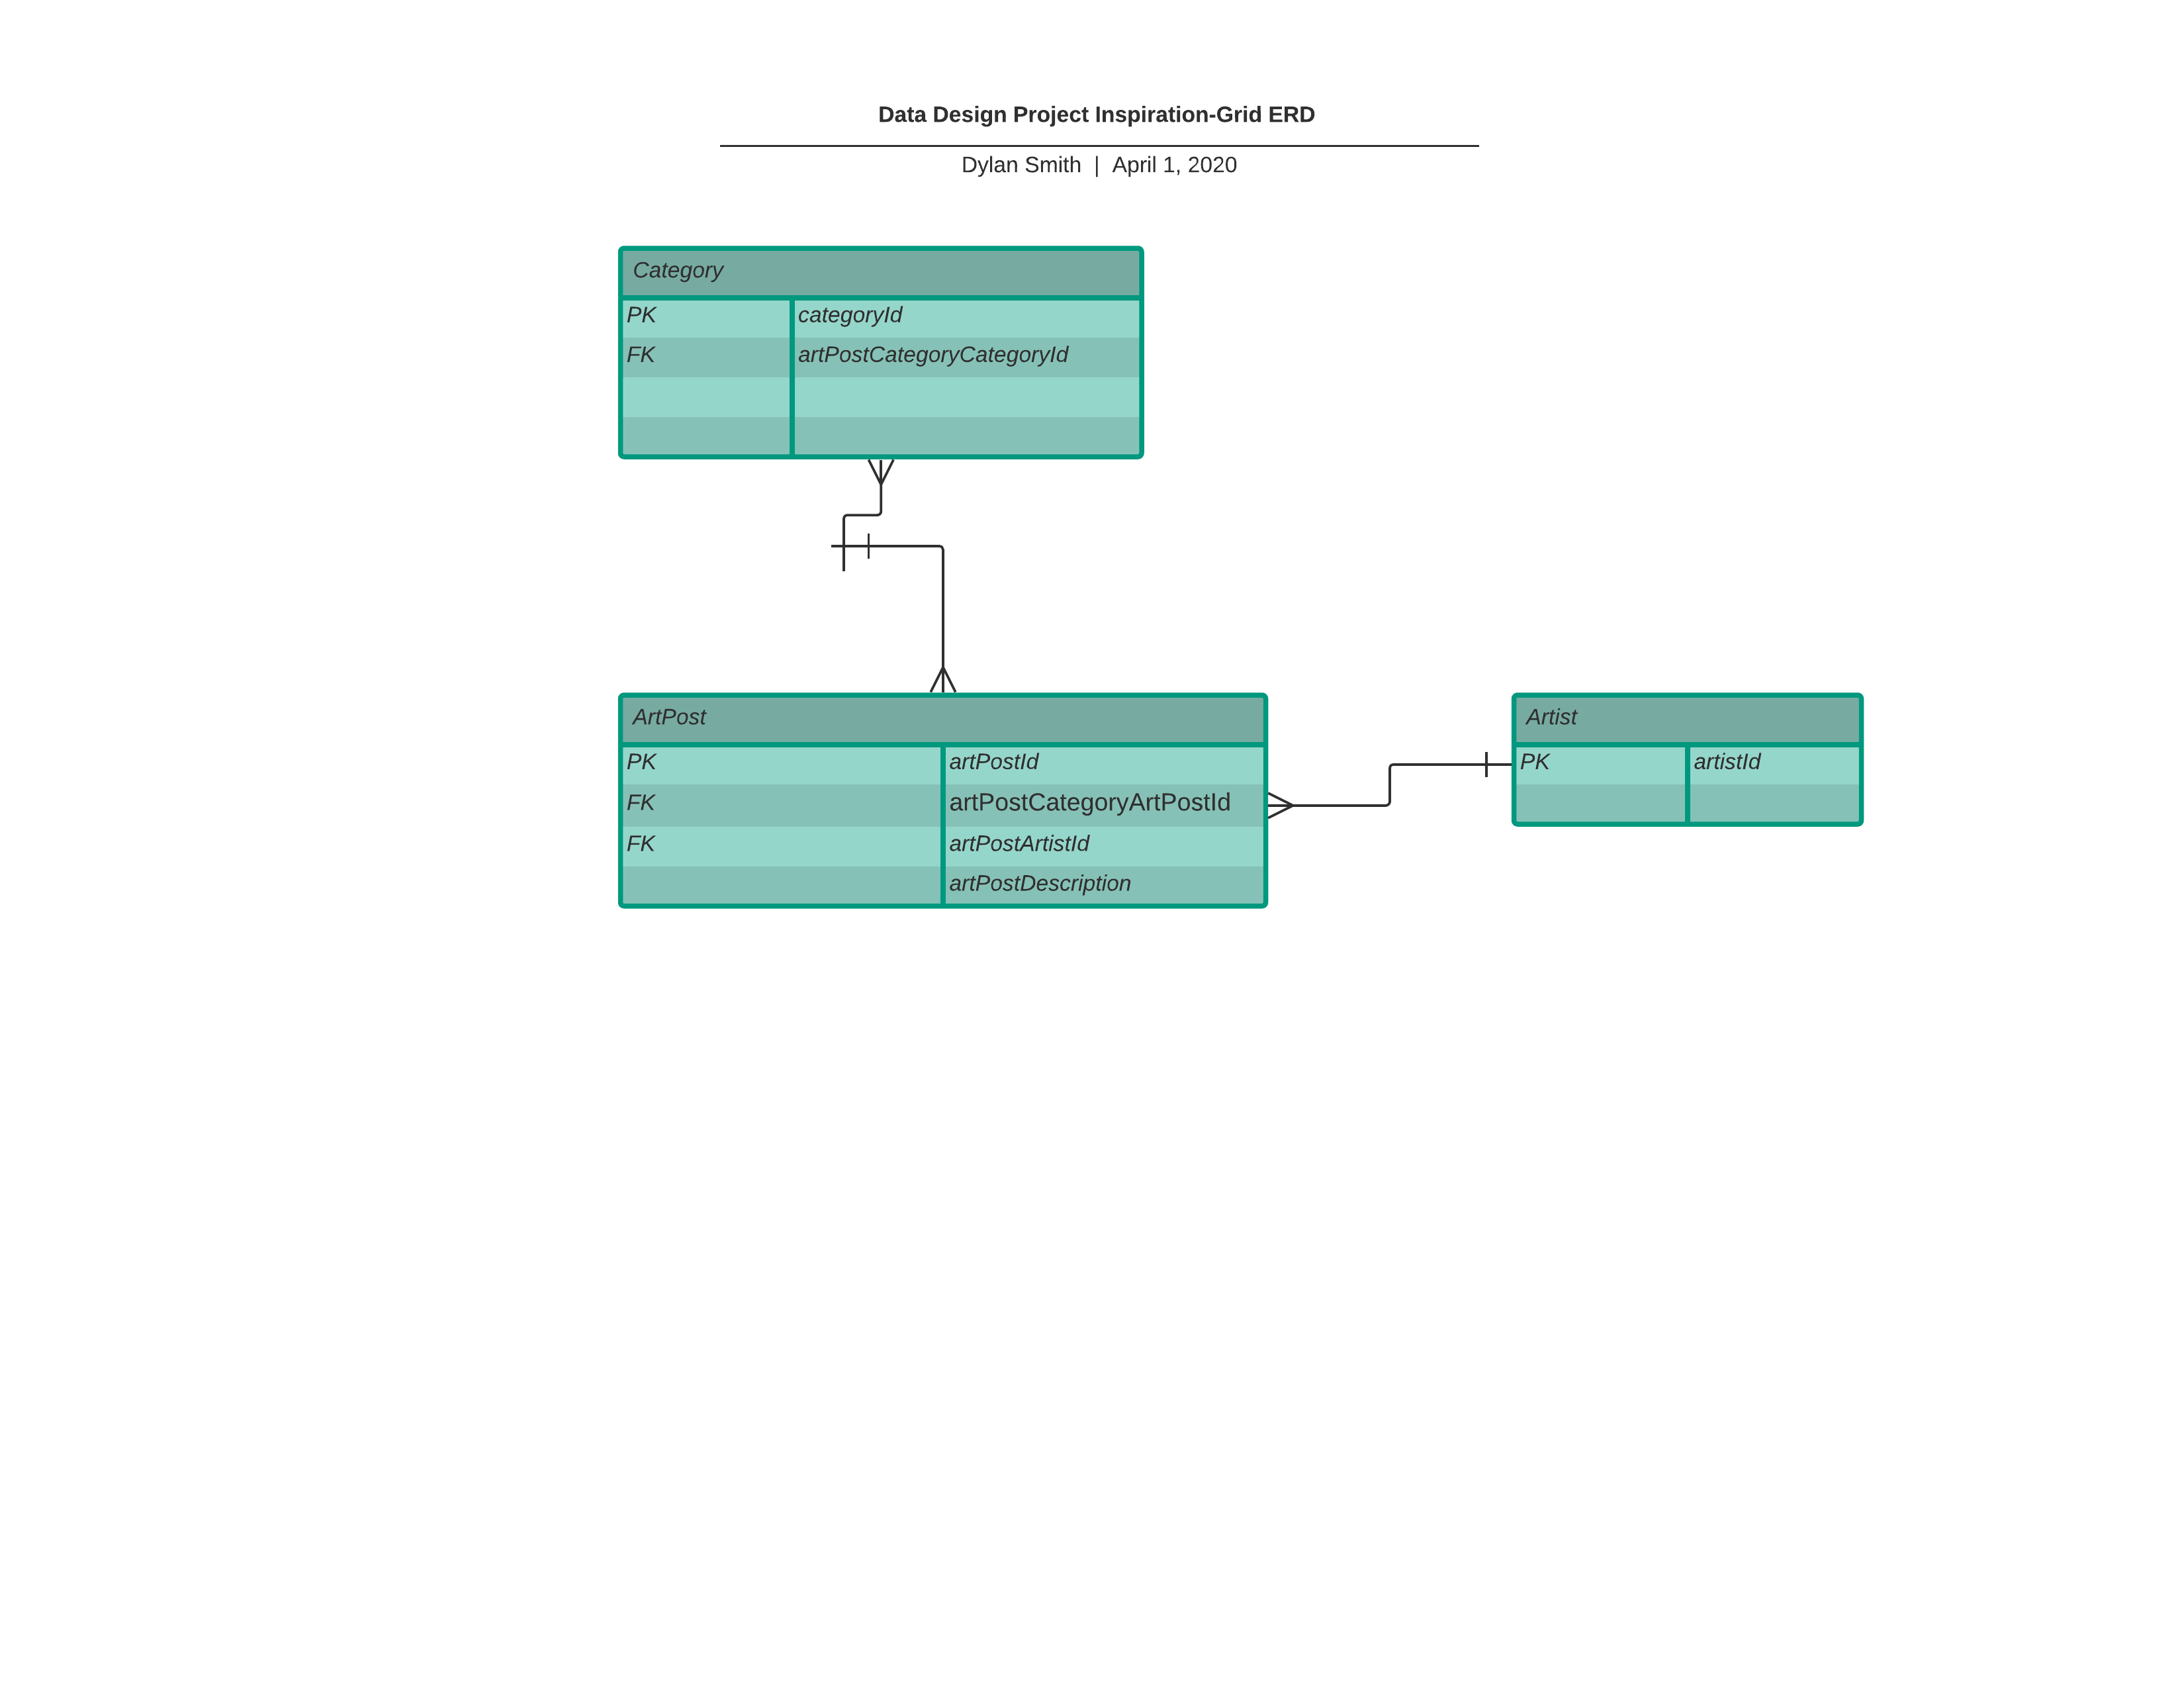 Data Design Project Inspiration-Grid ERD
Dylan Smith | April 1, 2020
Category
PK categoryId
FK artPostCategoryCategoryId
ArtPost
PK artPostId
FK artPostCategoryArtPostId
FK artPostArtistId
artPostDescription
Artist
PK artistId